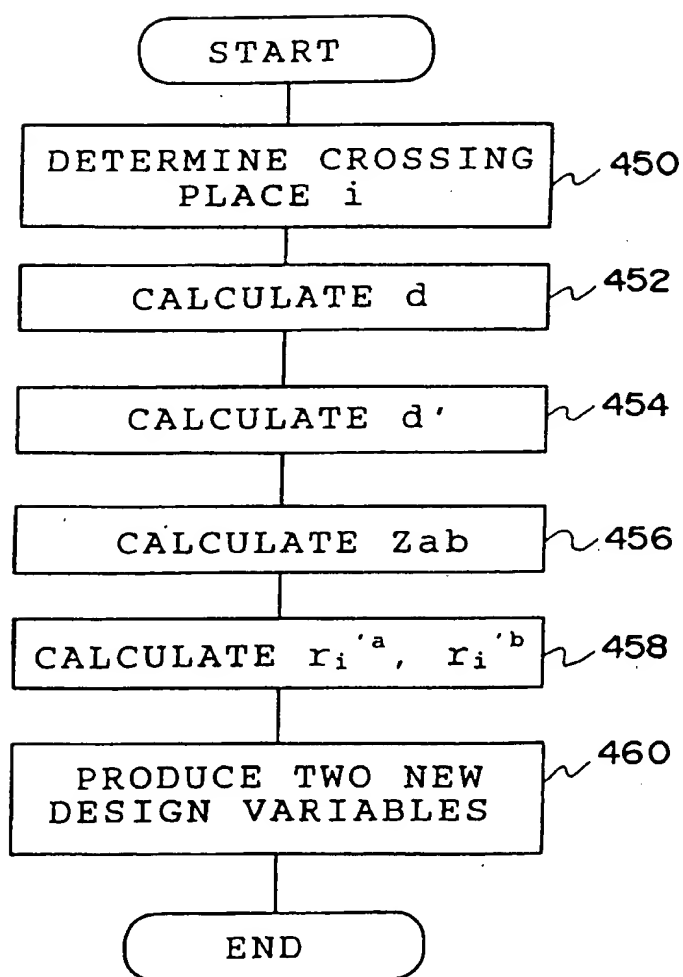 START
DETERMINE CROSSING
PLACE i
450
CALCULATE d
452
CALCULATE d'
454
CALCULATE Zab
456
CALCULATE ri'a, ri'b
458
PRODUCE TWO NEW
DESIGN VARIABLES
460
END